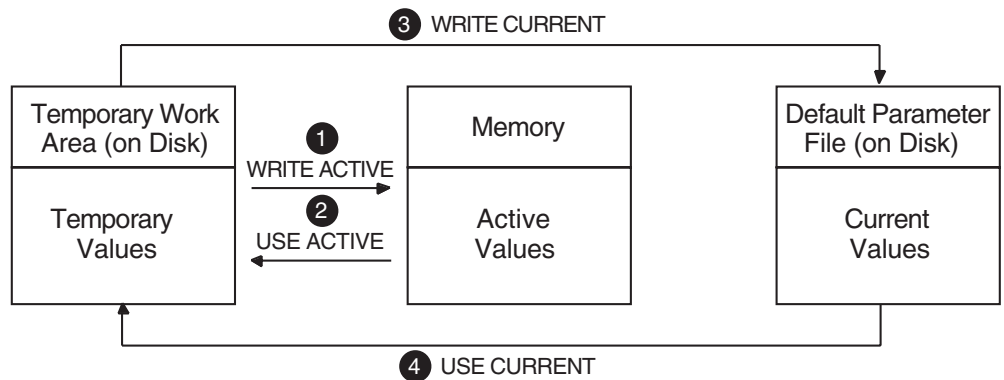 3 WRITE CURRENT
Temporary Work
Area (on Disk)
Temporary
Values
1
WRITE ACTIVE
2
USE ACTIVE
Memory
Active
Values
Default Parameter
File (on Disk)
Current
Values
4 USE CURRENT